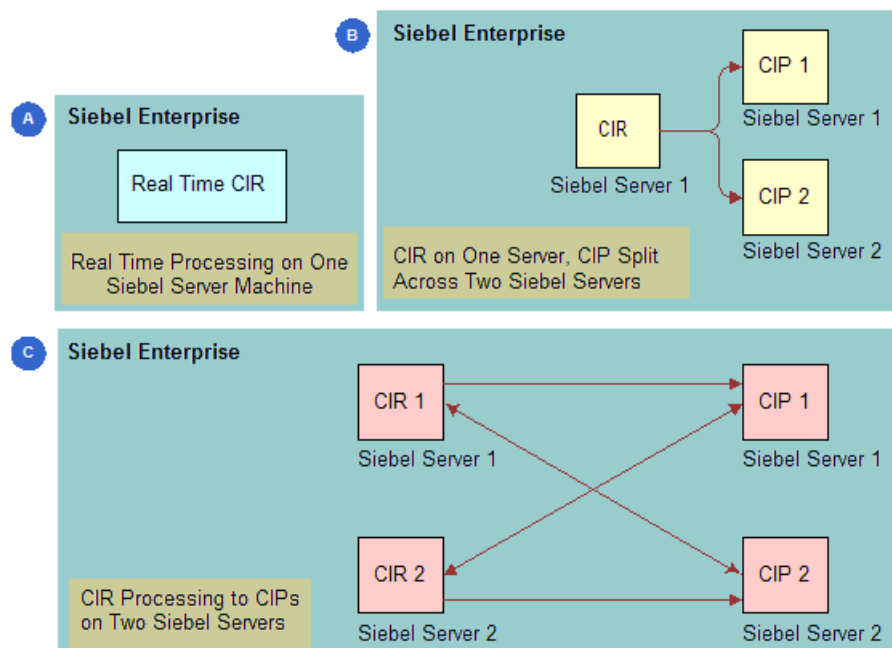 A
Siebel Enterprise
Real Time CIR
Real Time Processing on One
Siebel Server Machine
B
Siebel Enterprise
CIR
Siebel Server 1
CIP 1
Siebel Server 1
CIP 2
Siebel Server 2
CIR on One Server, CIP Split
Across Two Siebel Servers
C
Siebel Enterprise
CIR 1
Siebel Server 1
CIP 1
Siebel Server 1
CIR 2
Siebel Server 2
CIP 2
Siebel Server 2
CIR Processing to CIPs
on Two Siebel Servers